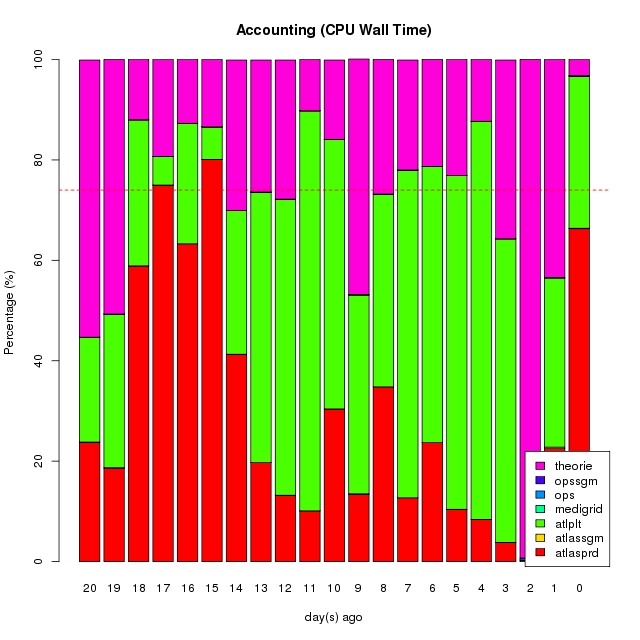 Accounting (CPU Wall Time)
Percentage (%)
100
80
60
40
20
0
theorie
opssgm
ops
medigrid
atlplt
atlassgm
atlasprd
20 19 18 17 16 15 14 13 12 11 10 9 8 7 6 5 4 3 2 1 0
day(s) ago